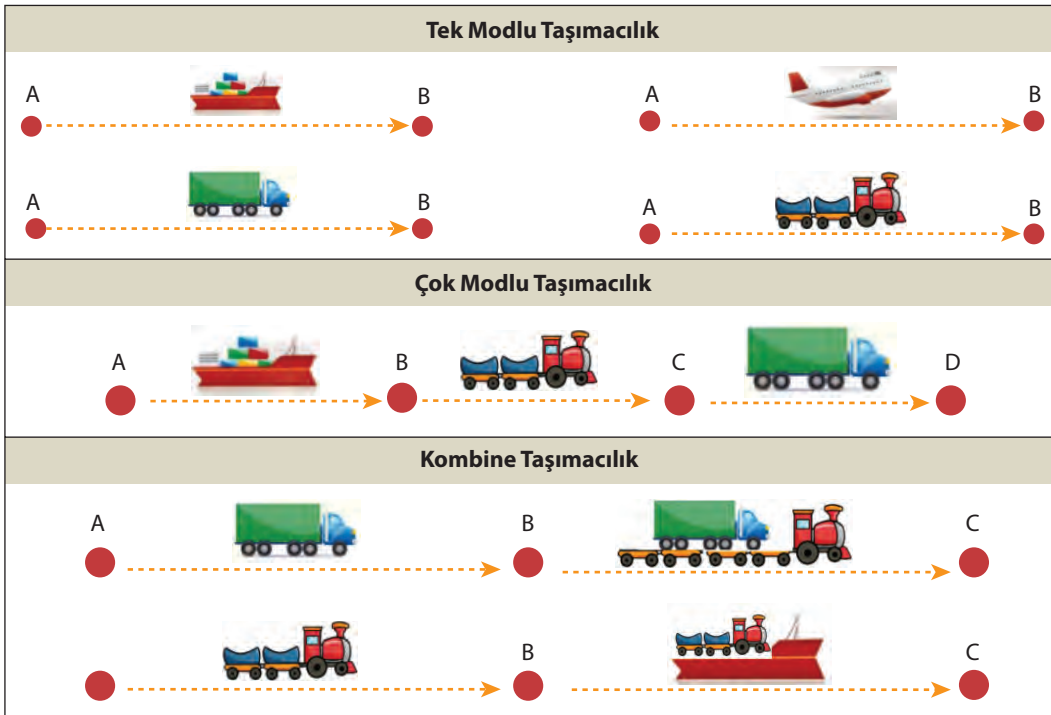 Tek Modlu Taşımacılık
A B A B
A B A B
Çok Modlu Taşımacılık
A B C D
Kombine Taşımacılık
A B C
B C